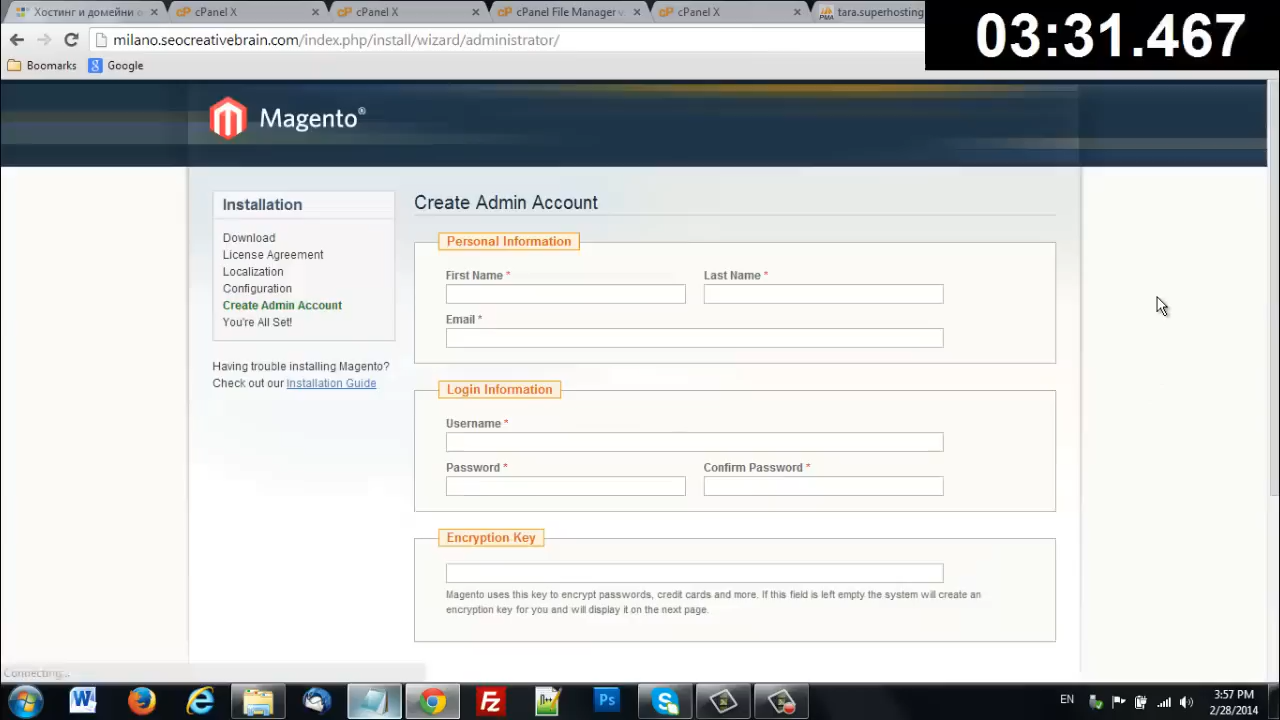 Хостинг и домейни о
cPanel X
cPanel X
cPanel File Manager v
cPanel X
tara.superhosting
03:31.467
milano.seocreativebrain.com/index.php/install/wizard/administrator/
Boomarks
Google
Magento®
Installation
Download
License Agreement
Localization
Configuration
Create Admin Account
You're All Set!
Having trouble installing Magento?
Check out our Installation Guide
Create Admin Account
Personal Information
First Name *
Last Name *
Email *
Login Information
Username *
Password *
Confirm Password *
Encryption Key
Magento uses this key to encrypt passwords, credit cards and more. If this field is left empty the system will create an
encryption key for you and will display it on the next page.
Connecting...
EN
3:57 PM
2/28/2014